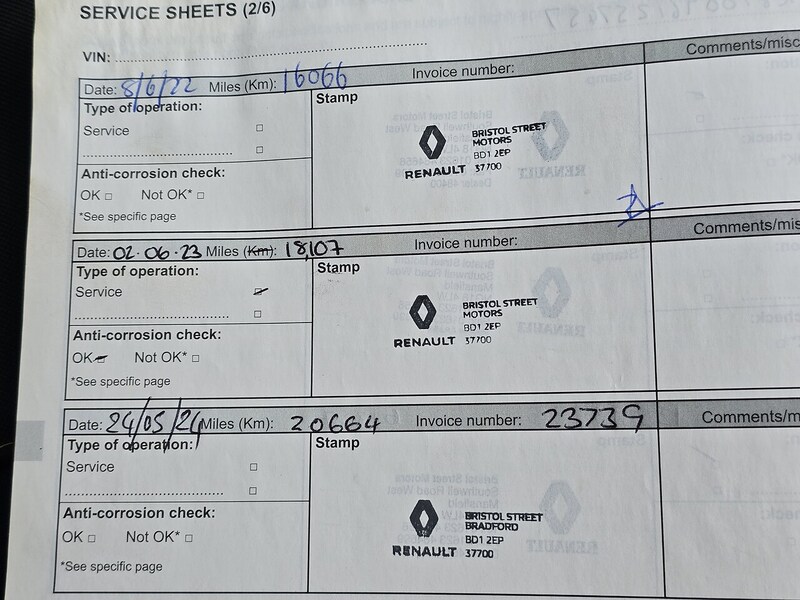 SERVICE SHEETS (2/6)
VIN:
Date: 8/6/22 Miles (Km): 16066 Invoice number: Comments/misc
Type of operation:
Stamp
Service
BRISTOL STREET
MOTORS
BD1 2EP
RENAULT 37700
Anti-corrosion check:
OK Not OK*
*See specific page
Date: 02.06.23 Miles (Km): 18,107 Invoice number: Comments/mis
Type of operation:
Stamp
Service
BRISTOL STREET
MOTORS
BD1 2EP
RENAULT 37700
Anti-corrosion check:
OK Not OK*
*See specific page
Date: 24/05/24 Miles (Km): 20664 Invoice number: 23739 Comments/m
Type of operation:
Stamp
Service
BRISTOL STREET
BRADFORD
BD1 2EP
RENAULT 37700
Anti-corrosion check:
OK Not OK*
*See specific page